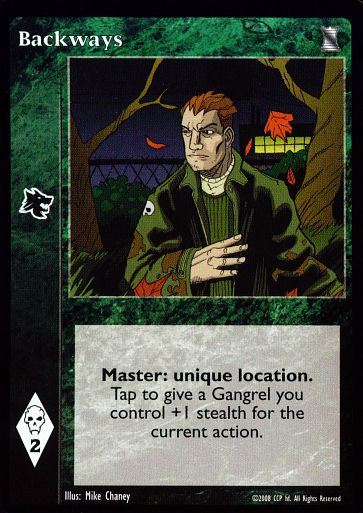 Backways
Master: unique location.
Tap to give a Gangrel you
control +1 stealth for the
current action.
2
Illus: Mike Chaney
©2008 CCP hf. All Rights Reserved